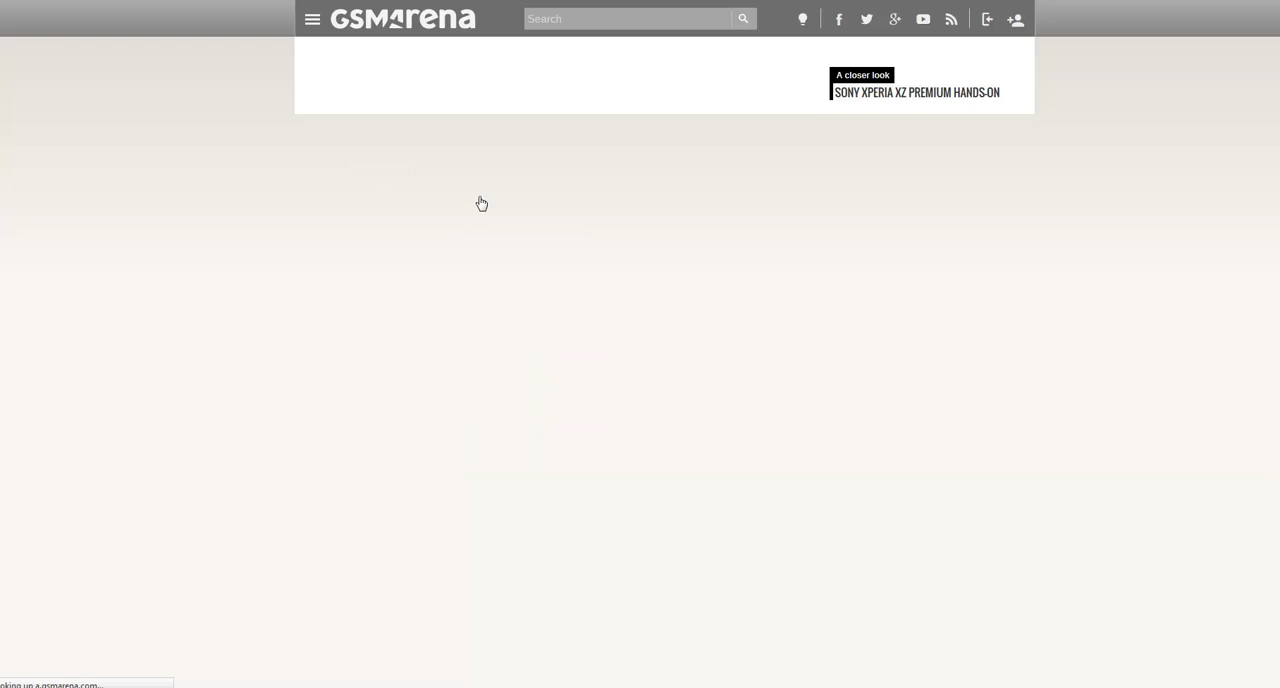 GSMArena
Search
A closer look
SONY XPERIA XZ PREMIUM HANDS-ON
oking up a.gsmarena.com...